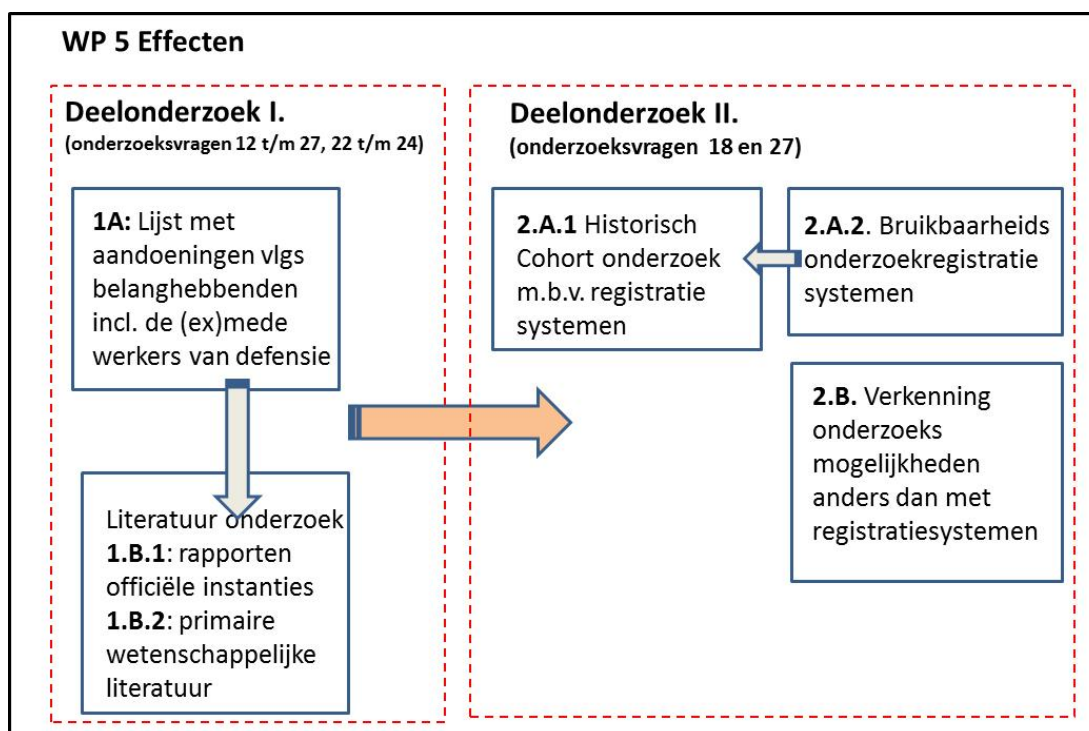 WP 5 Effecten
Deelonderzoek I.
(onderzoeksvragen 12 t/m 27, 22 t/m 24)
1A: Lijst met
aandoeningen vlgs
belanghebbenden
incl. de (ex)mede
werkers van defensie
Literatuur onderzoek
1.B.1: rapporten
officiële instanties
1.B.2: primaire
wetenschappelijke
literatuur
Deelonderzoek II.
(onderzoeksvragen 18 en 27)
2.A.1 Historisch
Cohort onderzoek
m.b.v. registratie
systemen
2.A.2. Bruikbaarheids
onderzoekregistratie
systemen
2.B. Verkenning
onderzoeks
mogelijkheden
anders dan met
registratiesystemen